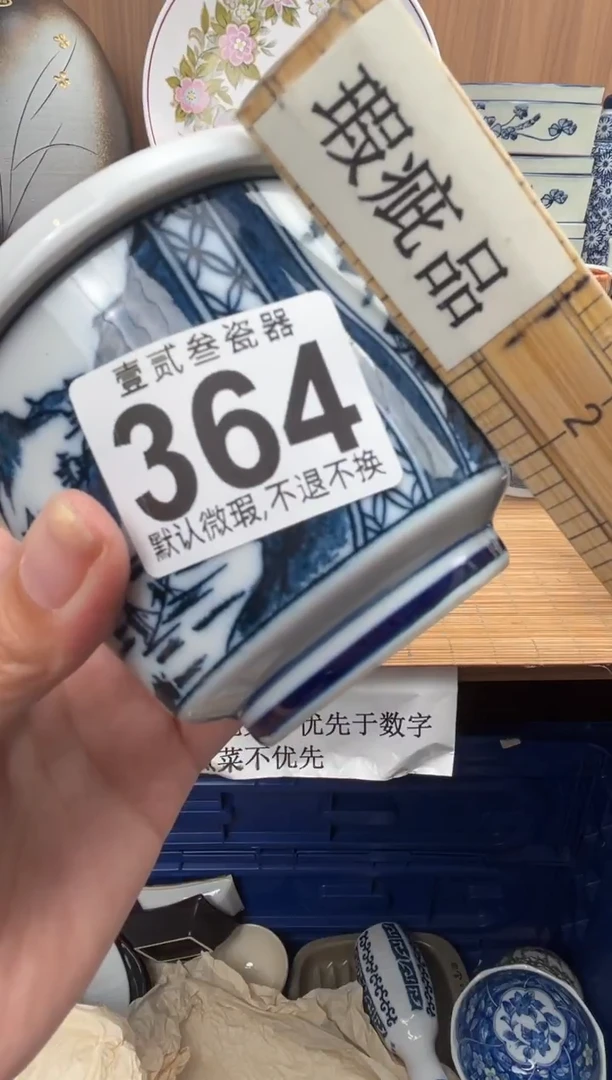 瑕疵品
壹贰叁瓷器
364
默认微瑕,不退不换
2
优先于数字
菜不优先